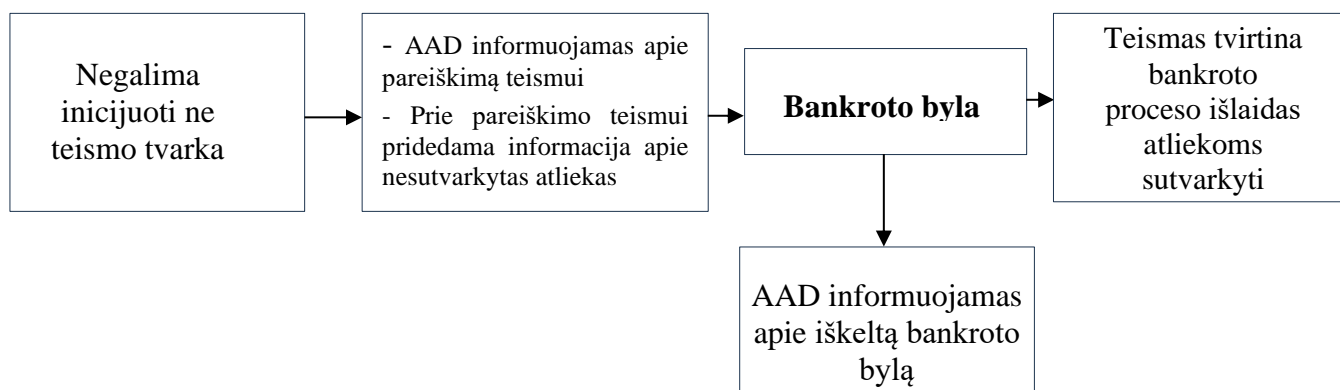 Negalima
inicijuoti ne
teismo tvarka
- AAD informuojamas apie
pareiškimą teismui
- Prie pareiškimo teismui
pridedama informacija apie
nesutvarkytas atliekas
Bankroto byla
Teismas tvirtina
bankroto
proceso išlaidas
atliekoms
sutvarkyti
AAD informuojamas
apie iškeltą bankroto
bylą